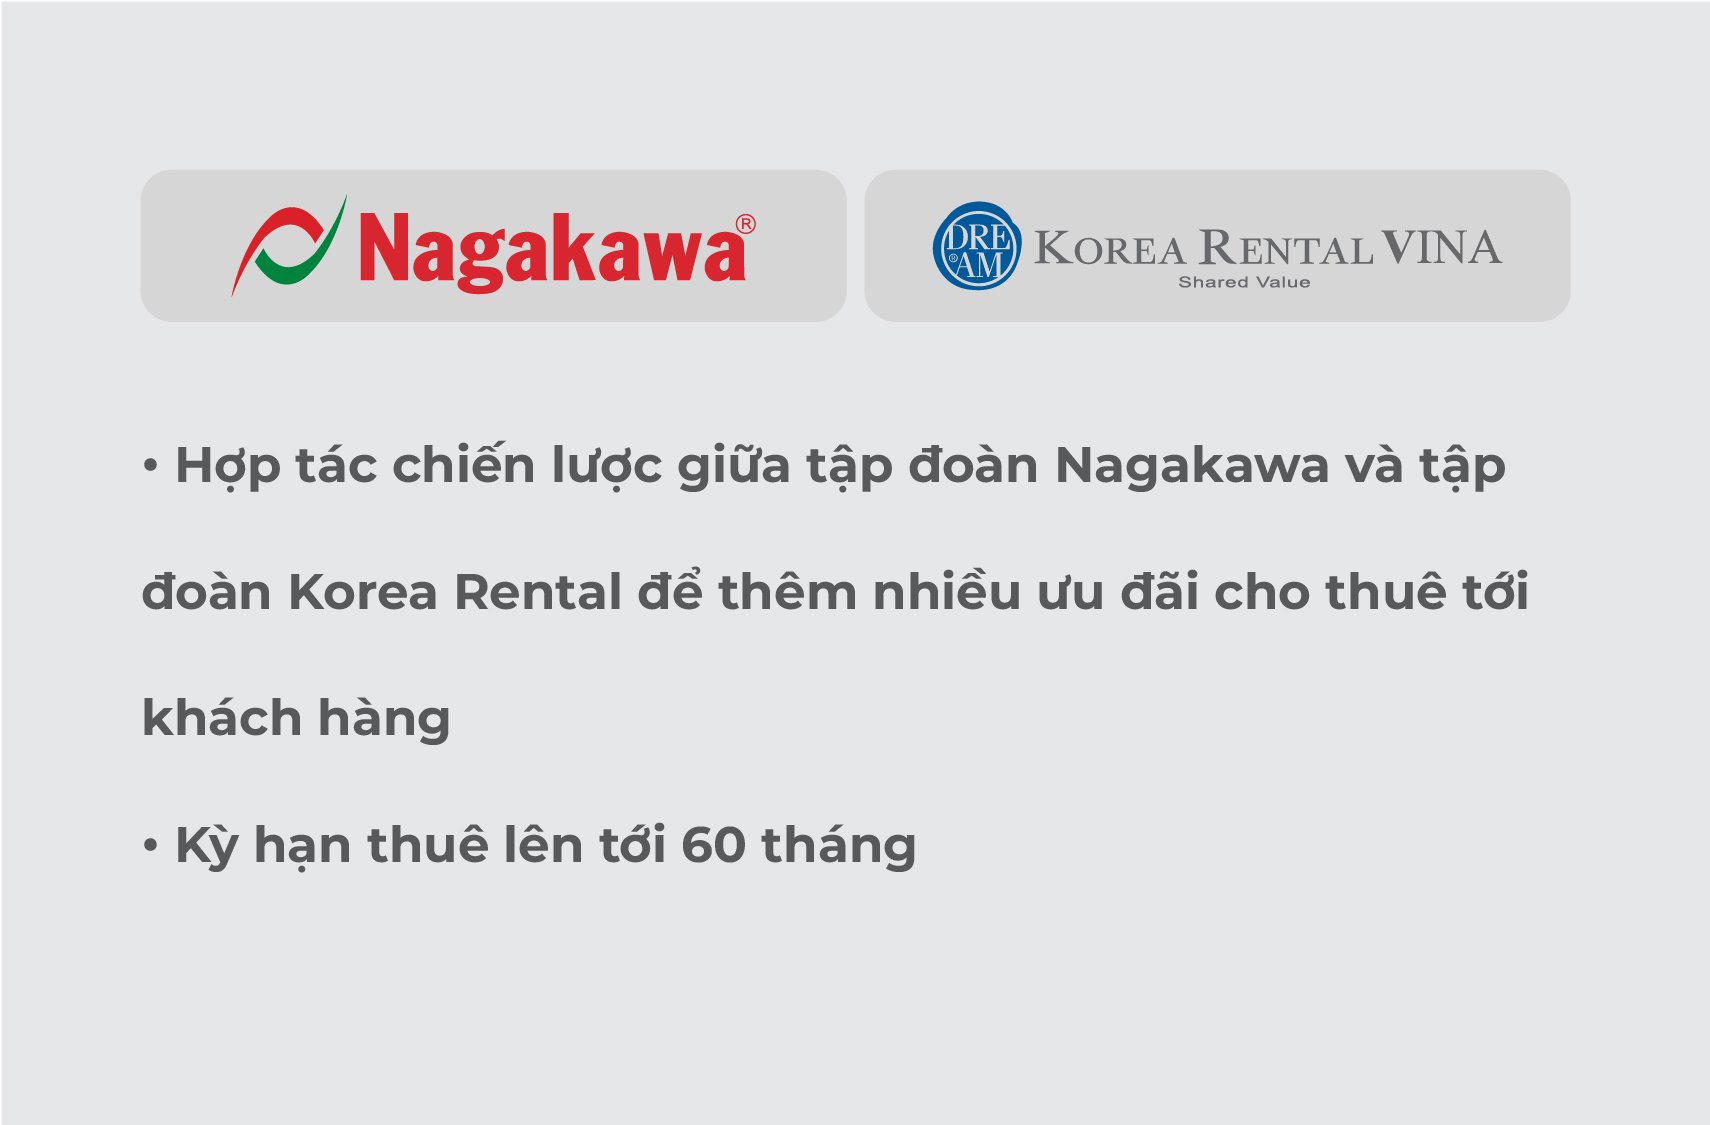 Nagakawa®
DRE
®AM
KOREA RENTAL VINA
Shared Value
• Hợp tác chiến lược giữa tập đoàn Nagakawa và tập
đoàn Korea Rental để thêm nhiều ưu đãi cho thuê tới
khách hàng
• Kỳ hạn thuê lên tới 60 tháng